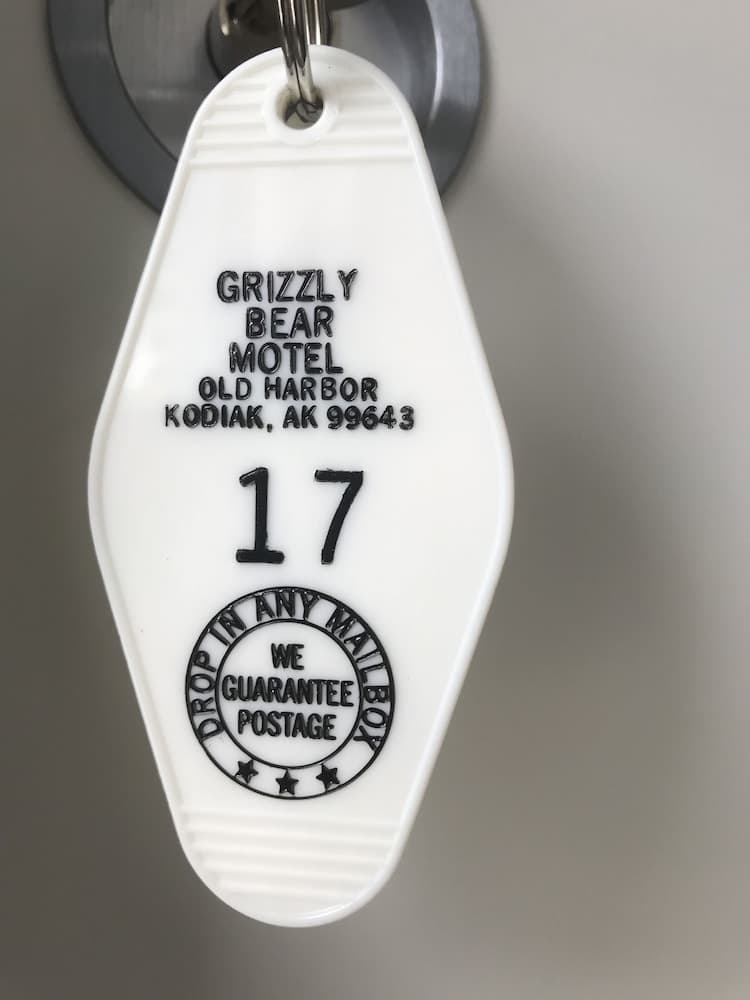 GRIZZLY
BEAR
MOTEL
OLD HARBOR
KODIAK, AK 99643
17
DROP IN ANY MAILBOX
WE
GUARANTEE
POSTAGE